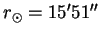 r⊙ = 15′51″